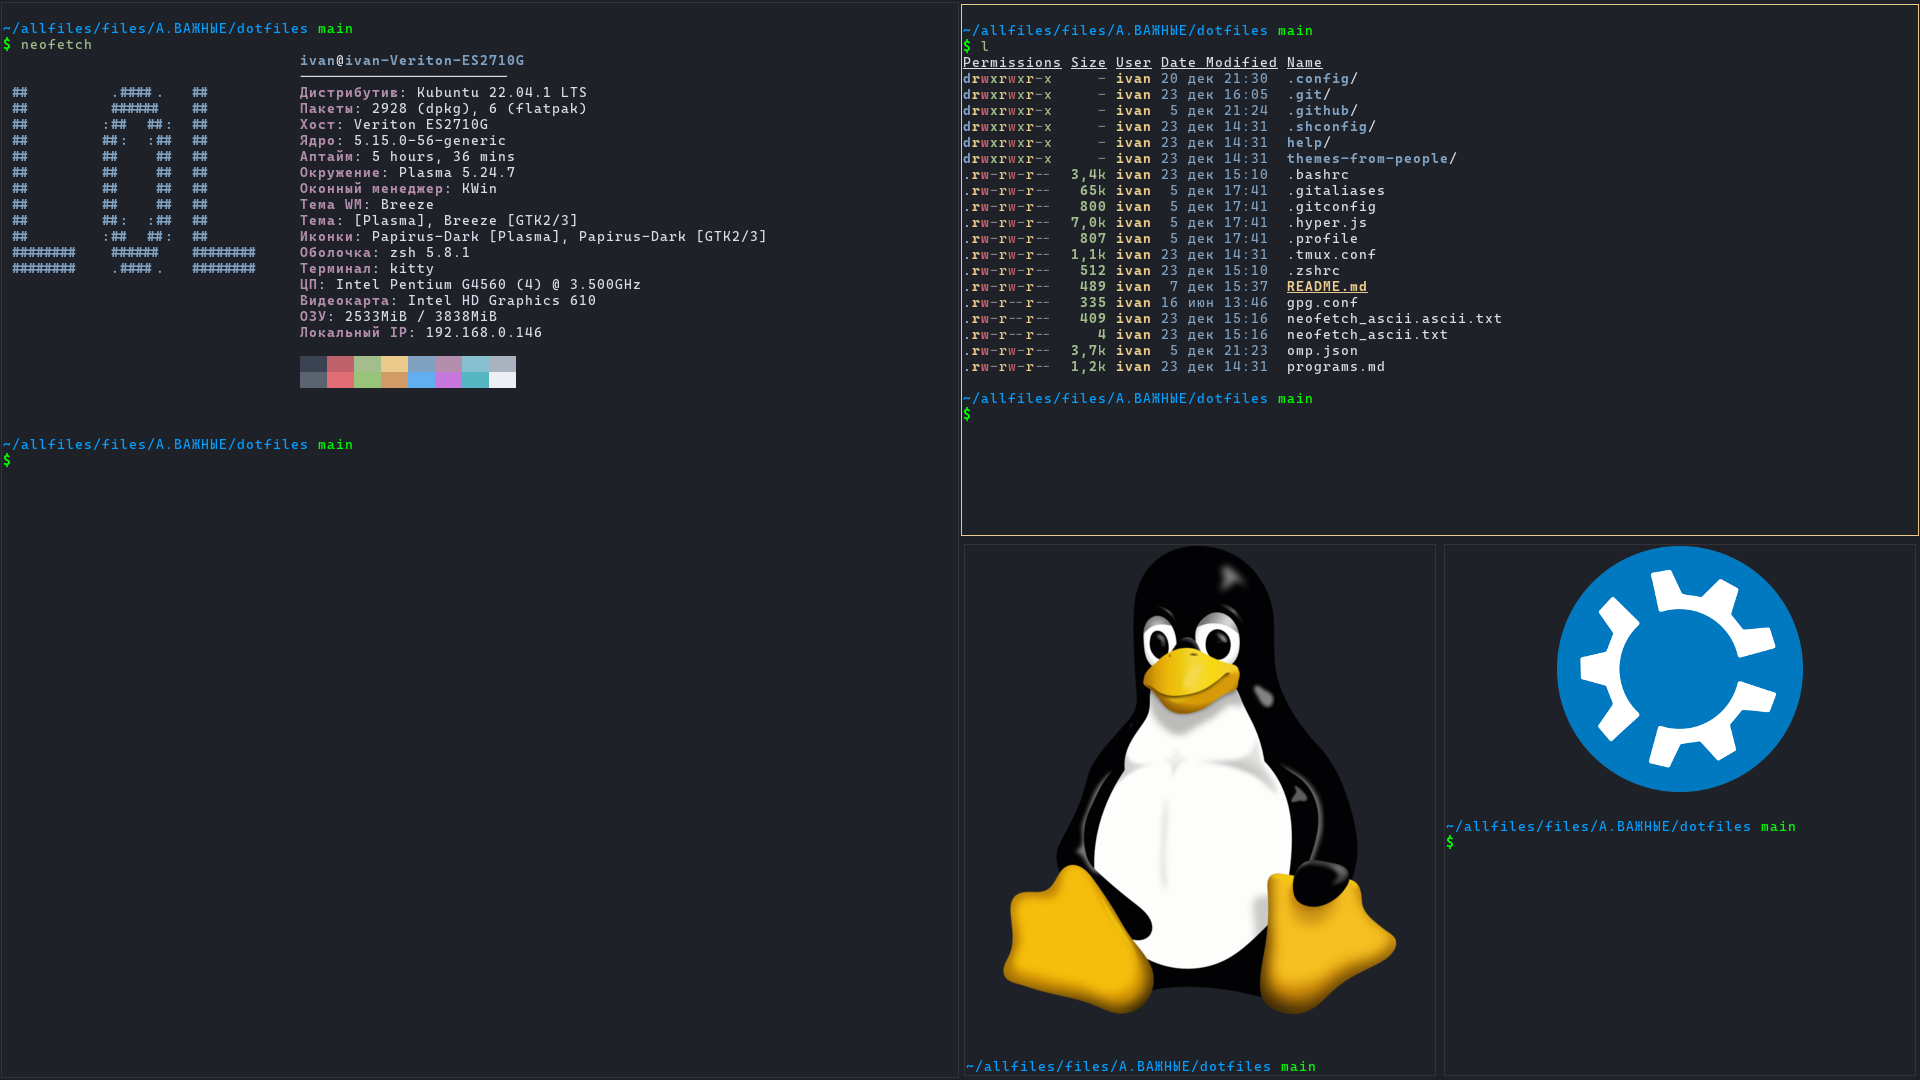 ~/allfiles/files/А.ВАЖНЫЕ/dotfiles main
$ neofetch
ivan@ivan-Veriton-ES2710G
##         .####.   ##
Дистрибутив: Kubuntu 22.04.1 LTS
##         ######    ##
Пакеты: 2928 (dpkg), 6 (flatpak)
##        :##  ##:  ##
Хост: Veriton ES2710G
##        ##:  :##  ##
Ядро: 5.15.0-56-generic
##        ##    ##  ##
Аптайм: 5 hours, 36 mins
##        ##    ##  ##
Окружение: Plasma 5.24.7
##        ##    ##  ##
Оконный менеджер: KWin
##        ##    ##  ##
Тема WM: Breeze
##        ##:  :##  ##
Тема: [Plasma], Breeze [GTK2/3]
##        :##  ##:  ##
Иконки: Papirus-Dark [Plasma], Papirus-Dark [GTK2/3]
########    ######    ########
Оболочка: zsh 5.8.1
########    .####.   ########
Терминал: kitty
ЦП: Intel Pentium G4560 (4) @ 3.500GHz
Видеокарта: Intel HD Graphics 610
ОЗУ: 2533MiB / 3838MiB
Локальный IP: 192.168.0.146
~/allfiles/files/А.ВАЖНЫЕ/dotfiles main
$
~/allfiles/files/А.ВАЖНЫЕ/dotfiles main
$ l
Permissions Size User Date Modified Name
drwxrwxr-x     - ivan 20 дек 21:30  .config/
drwxrwxr-x     - ivan 23 дек 16:05  .git/
drwxrwxr-x     - ivan  5 дек 21:24  .github/
drwxrwxr-x     - ivan 23 дек 14:31  .shconfig/
drwxrwxr-x     - ivan 23 дек 14:31  help/
drwxrwxr-x     - ivan 23 дек 14:31  themes-from-people/
.rw-rw-r--  3,4k ivan 23 дек 15:10  .bashrc
.rw-rw-r--   65k ivan  5 дек 17:41  .gitaliases
.rw-rw-r--   800 ivan  5 дек 17:41  .gitconfig
.rw-rw-r--  7,0k ivan  5 дек 17:41  .hyper.js
.rw-rw-r--   807 ivan  5 дек 17:41  .profile
.rw-rw-r--  1,1k ivan 23 дек 14:31  .tmux.conf
.rw-rw-r--   512 ivan 23 дек 15:10  .zshrc
.rw-rw-r--   489 ivan  7 дек 15:37  README.md
.rw-r--r--   335 ivan 16 июн 13:46  gpg.conf
.rw-r--r--   409 ivan 23 дек 15:16  neofetch_ascii.ascii.txt
.rw-r--r--     4 ivan 23 дек 15:16  neofetch_ascii.txt
.rw-rw-r--  3,7k ivan  5 дек 21:23  omp.json
.rw-rw-r--  1,2k ivan 23 дек 14:31  programs.md
~/allfiles/files/А.ВАЖНЫЕ/dotfiles main
$
~/allfiles/files/А.ВАЖНЫЕ/dotfiles main
~/allfiles/files/А.ВАЖНЫЕ/dotfiles main
$